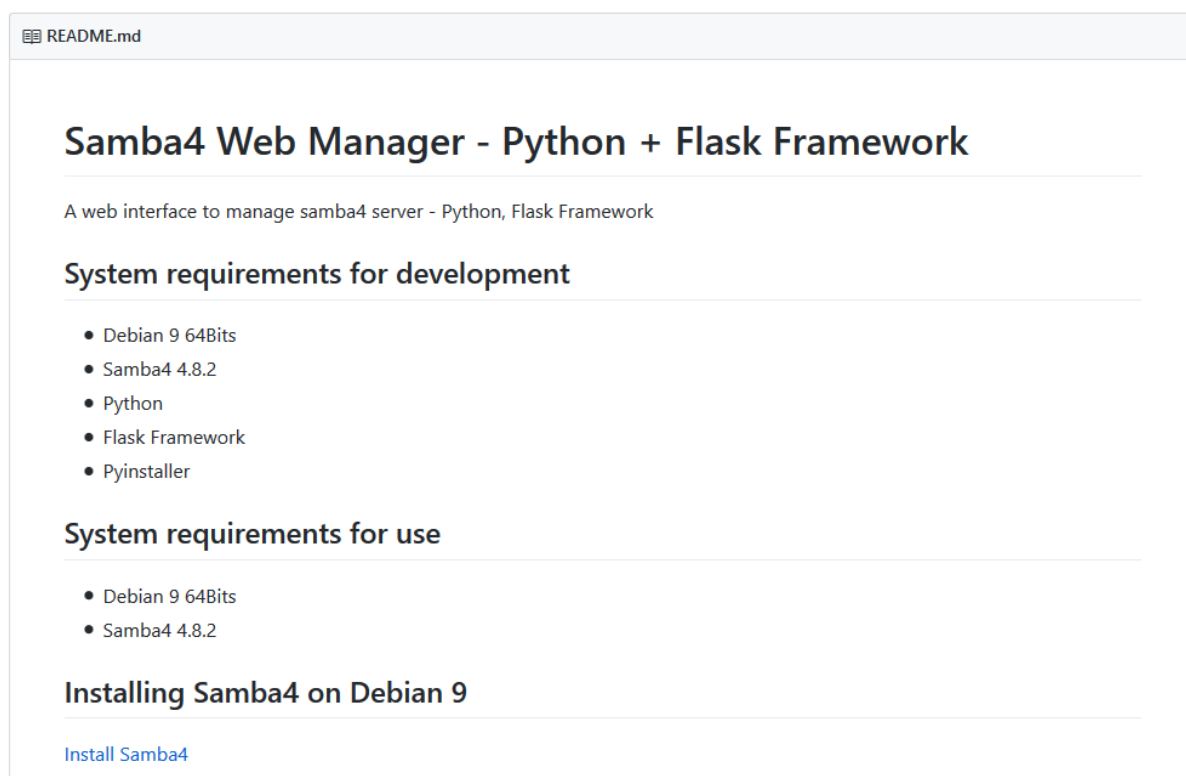 README.md
Samba4 Web Manager - Python + Flask Framework
A web interface to manage samba4 server - Python, Flask Framework
System requirements for development
Debian 9 64Bits
Samba4 4.8.2
Python
Flask Framework
Pyinstaller
System requirements for use
Debian 9 64Bits
Samba4 4.8.2
Installing Samba4 on Debian 9
Install Samba4